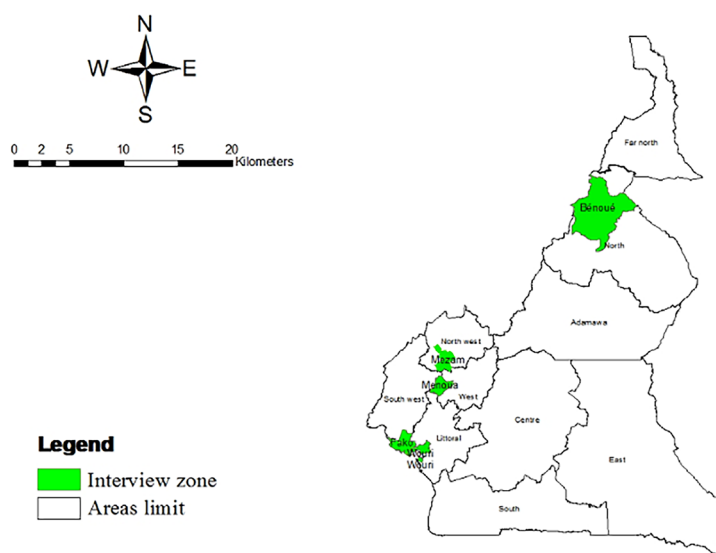 N
W E
S
0 2 5 10 15 20
Kilometers
Far north
Bénoué
North
Adamawa
North west
Mazam
Menoua
West
South west
Centre
Littoral
Fako
Wouri
Wouri
East
South
Legend
Interview zone
Areas limit